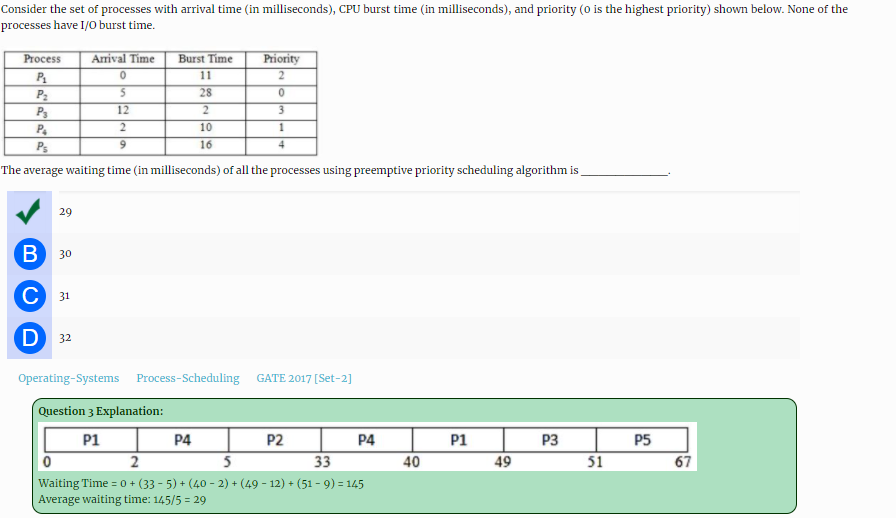 Consider the set of processes with arrival time (in milliseconds), CPU burst time (in milliseconds), and priority (0 is the highest priority) shown below. None of the
processes have I/O burst time.
Process Arrival Time Burst Time Priority
P₁ 0 11 2
P₂ 5 28 0
P₃ 12 2 3
P₄ 2 10 1
P₅ 9 16 4
The average waiting time (in milliseconds) of all the processes using preemptive priority scheduling algorithm is ______________.
29
B 30
C 31
D 32
Operating-Systems Process-Scheduling GATE 2017 [Set-2]
Question 3 Explanation:
P1 P4 P2 P4 P1 P3 P5
0 2 5 33 40 49 51 67
Waiting Time = 0 + (33 - 5) + (40 - 2) + (49 - 12) + (51 - 9) = 145
Average waiting time: 145/5 = 29